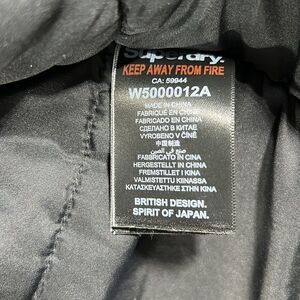 Superdry.
KEEP AWAY FROM FIRE
CA: 59944
W5000012A
MADE IN CHINA
FABRIQUÉ EN CHINE
FABRICADO EN CHINA
СДЕЛАНО В КИТАЕ
VYROBENO V ČÍNĚ
中国制造
صنع في الصين
FABBRICATO IN CINA
HERGESTELLT IN CHINA
FREMSTILLET I KINA
VALMISTETTU KIINASSA
ΚΑΤΑΣΚΕΥΑΣΤΗΚΕ ΣΤΗΝ ΚΙΝΑ
BRITISH DESIGN.
SPIRIT OF JAPAN.